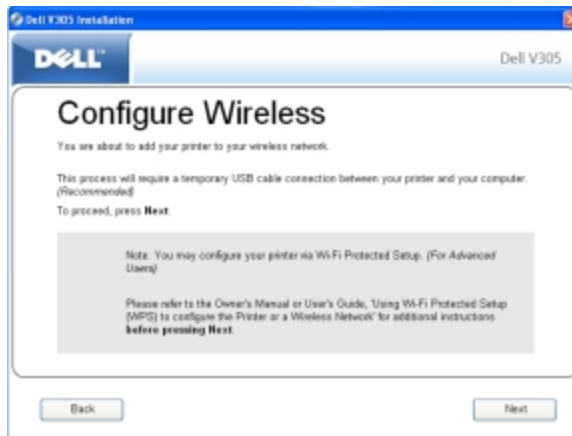 Dell V305 Installation
DELL™
Dell V305
Configure Wireless
You are about to add your printer to your wireless network.
This process will require a temporary USB cable connection between your printer and your computer.
(Recommended)
To proceed, press Next.
Note: You may configure your printer via Wi-Fi Protected Setup. (For Advanced
Users)
Please refer to the Owner's Manual or User's Guide, 'Using Wi-Fi Protected Setup
(WPS) to configure the Printer or a Wireless Network' for additional instructions
before pressing Next.
Back
Next